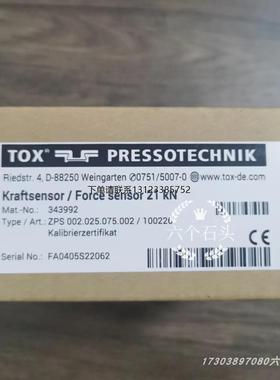 TOX® PRESSOTECHNIK
Riedstr. 4, D-88250 Weingarten ✆0751/5007-0 🌐www.tox-de.com
Kraftsensor / Force sensor 21 kN
下单请联系13123385752
Mat.-No.: 343992
Type / Art.: ZPS 002.025.075.002 / 100220
Kalibrierzertifikat
六个石头
Serial No.: FA0405S22062
17303897080六